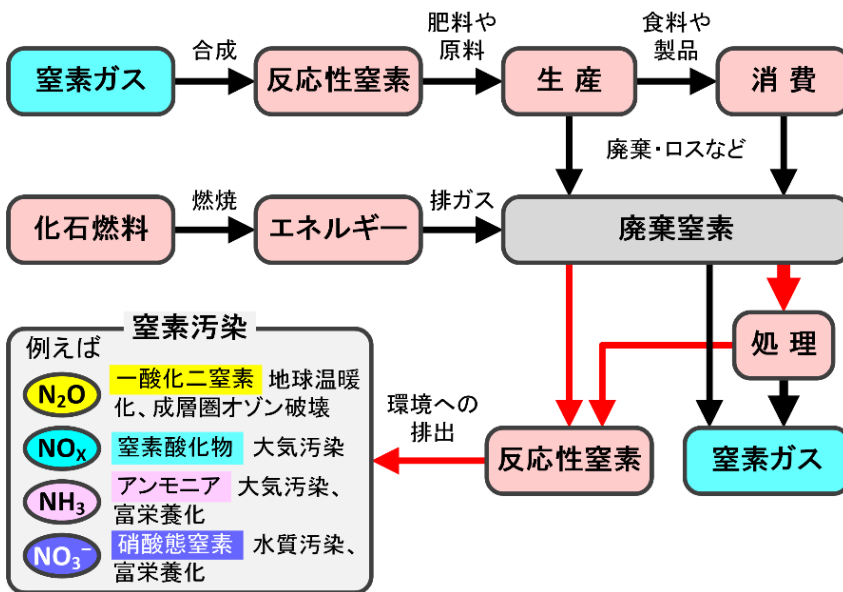 窒素ガス
合成
反応性窒素
肥料や
原料
生 産
食料や
製品
消 費
廃棄・ロスなど
化石燃料
燃焼
エネルギー
排ガス
廃棄窒素
処 理
窒素汚染
例えば
N₂O 一酸化二窒素 地球温暖
化、成層圏オゾン破壊
NOX 窒素酸化物 大気汚染
NH₃ アンモニア 大気汚染、
富栄養化
NO₃⁻ 硝酸態窒素 水質汚染、
富栄養化
環境への
排出
反応性窒素
窒素ガス